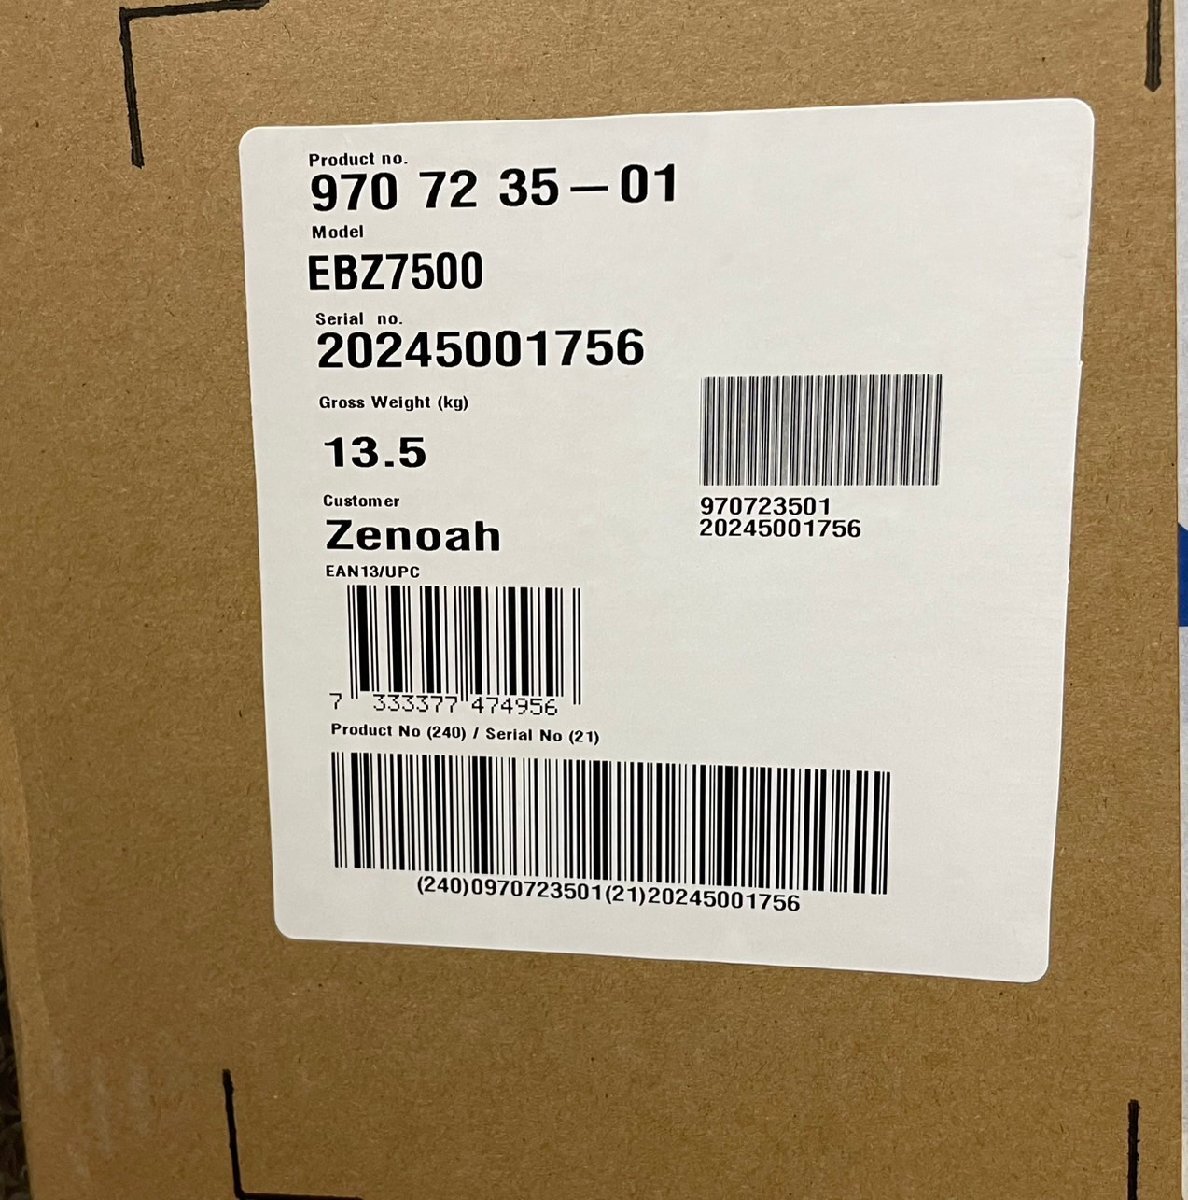 Product no.
970 72 35-01
Model
EBZ7500
Serial no.
20245001756
Gross Weight (kg)
13.5
Customer
Zenoah
970723501
20245001756
EAN13/UPC
7 333377 474956
Product No (240) / Serial No (21)
(240)0970723501(21)20245001756